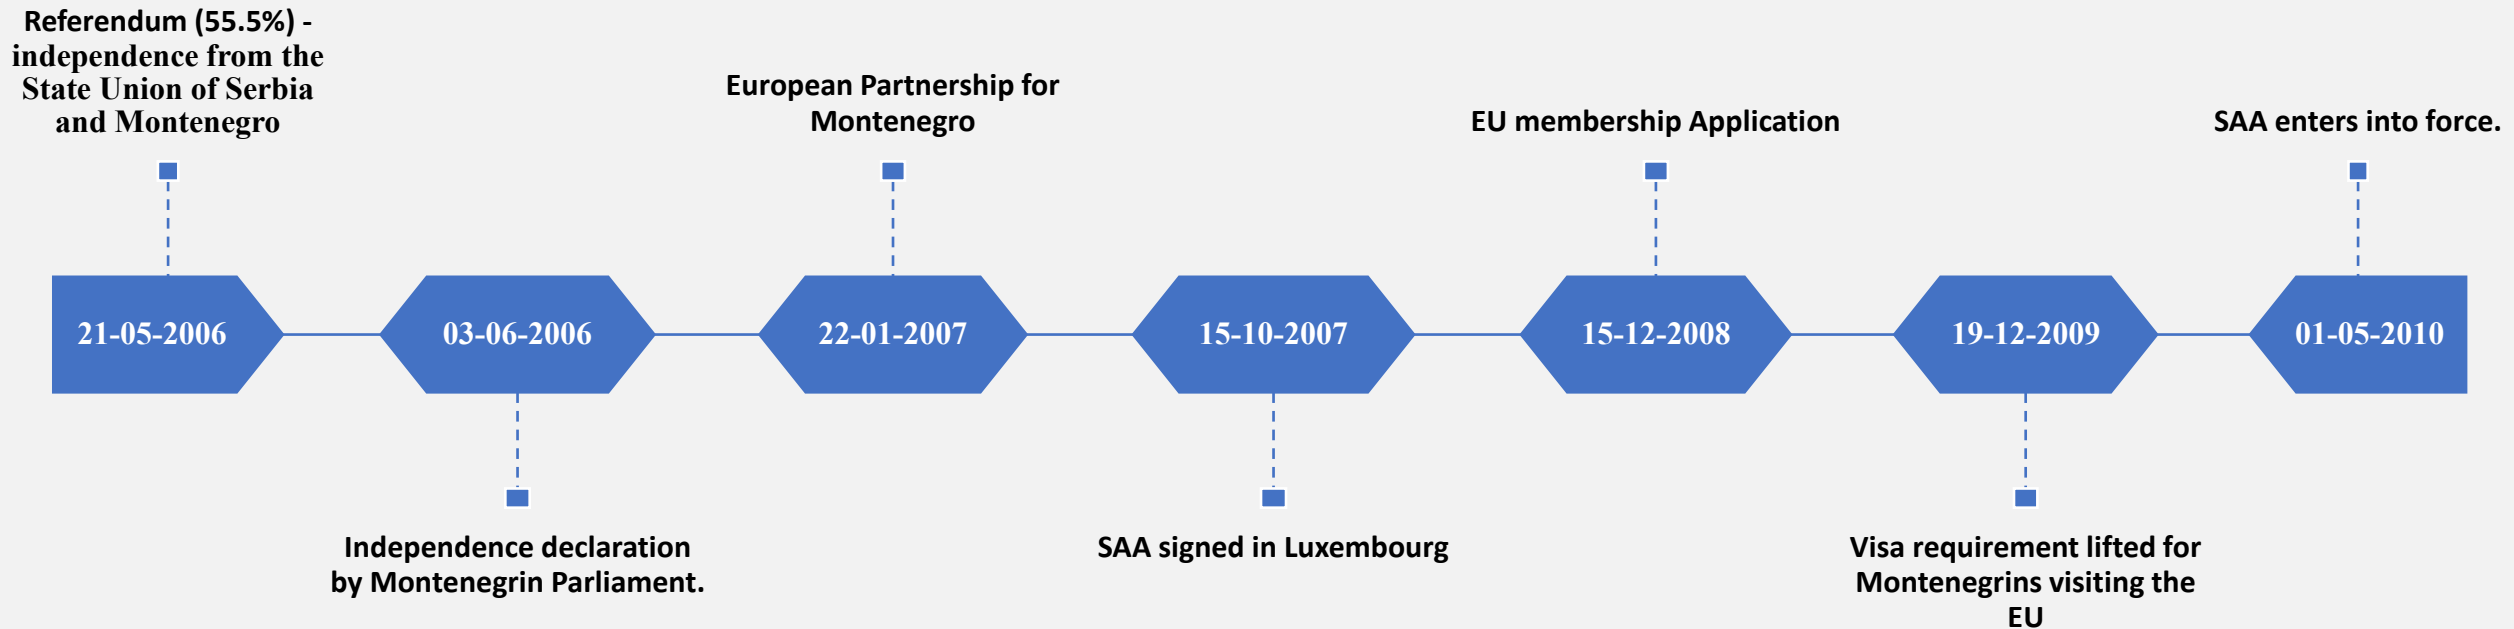 Referendum (55.5%) -
independence from the
State Union of Serbia
and Montenegro
European Partnership for
Montenegro
EU membership Application
SAA enters into force.
21-05-2006
03-06-2006
22-01-2007
15-10-2007
15-12-2008
19-12-2009
01-05-2010
Independence declaration
by Montenegrin Parliament.
SAA signed in Luxembourg
Visa requirement lifted for
Montenegrins visiting the
EU